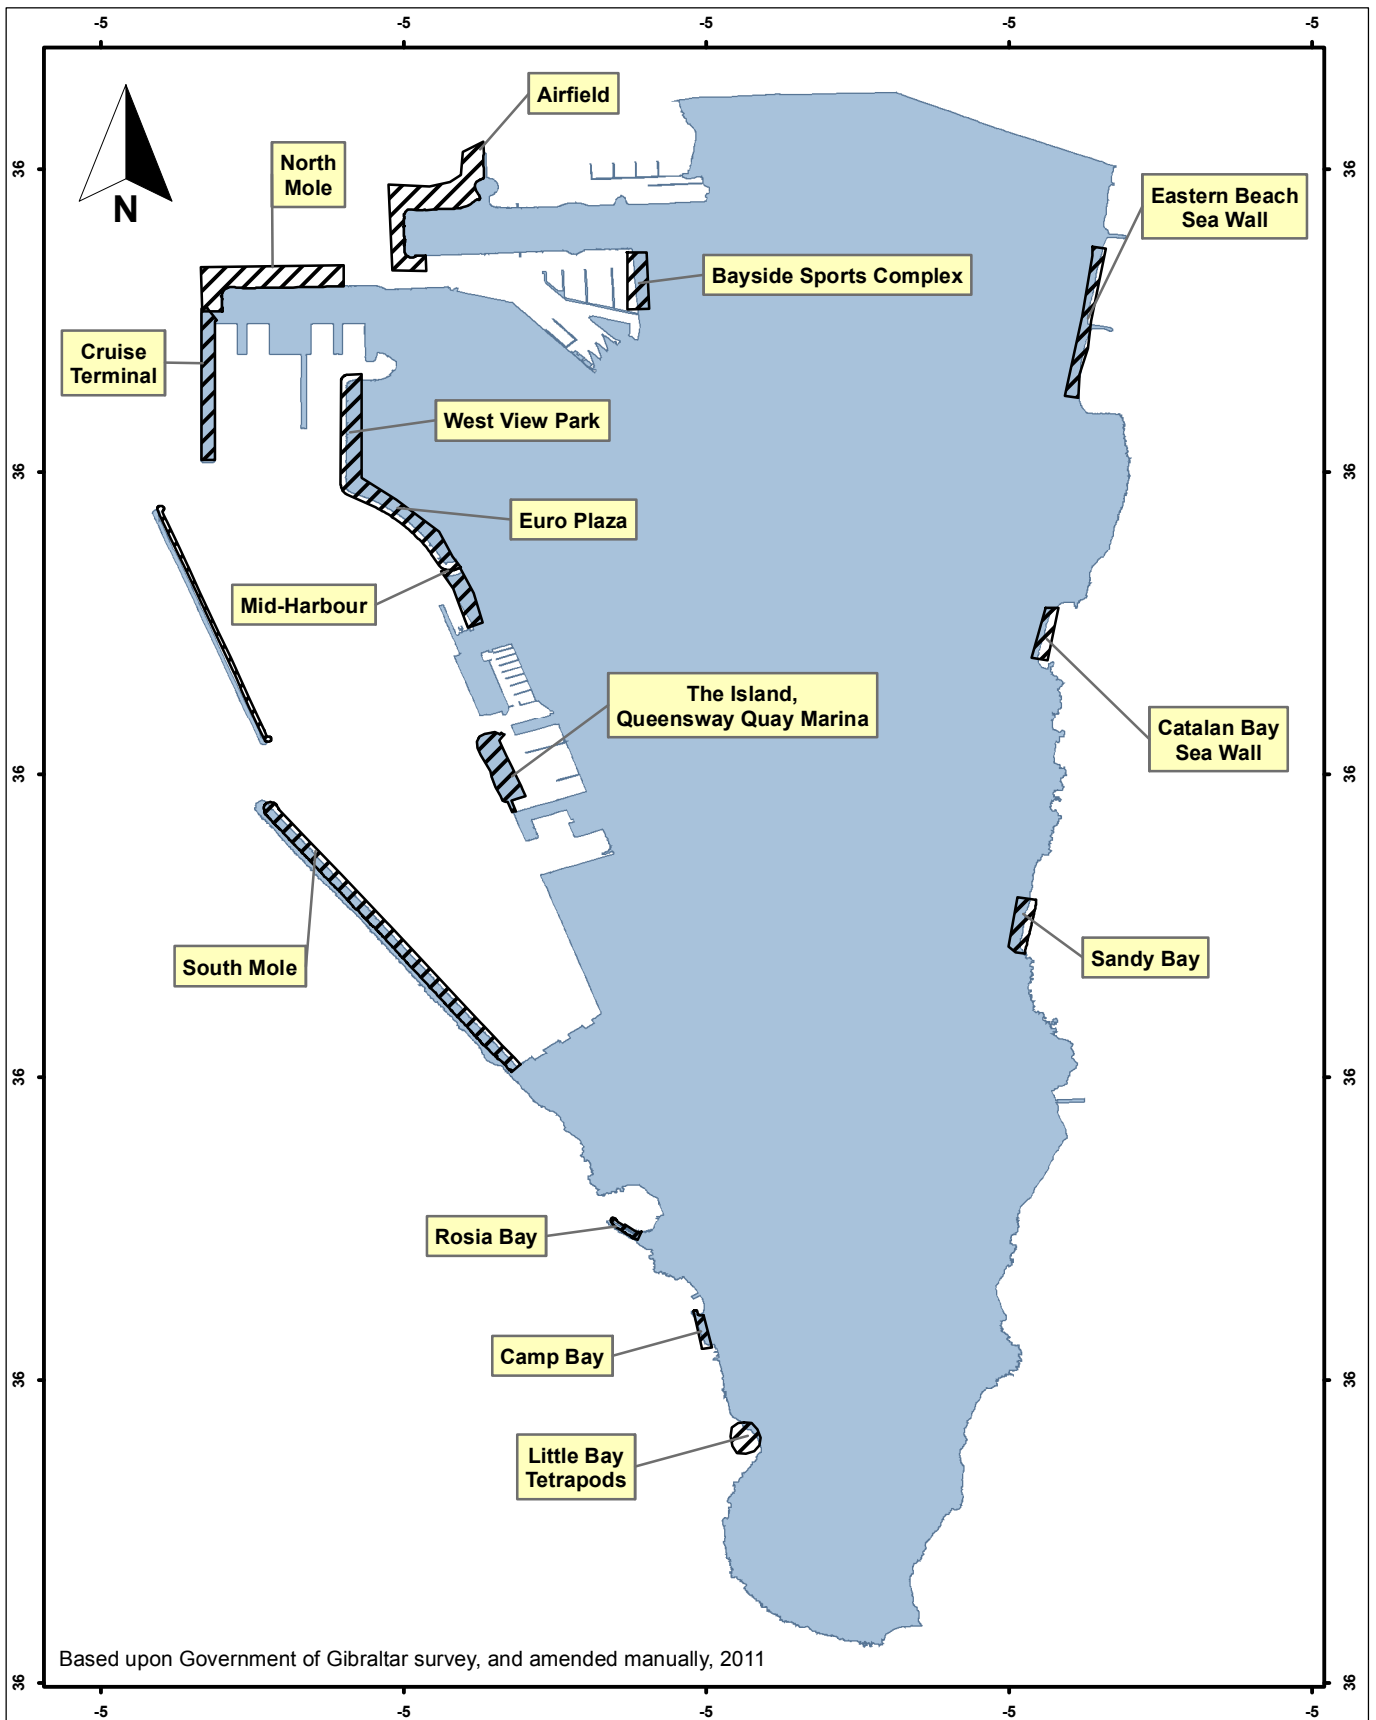 -5 -5 -5 -5 -5
Airfield
North
Mole
36 36
Eastern Beach
Sea Wall
Bayside Sports Complex
N
Cruise
Terminal
West View Park
36 36
Euro Plaza
Mid-Harbour
The Island,
Queensway Quay Marina
Catalan Bay
Sea Wall
36 36
South Mole
Sandy Bay
36 36
Rosia Bay
Camp Bay
36 36
Little Bay
Tetrapods
Based upon Government of Gibraltar survey, and amended manually, 2011
36 36
-5 -5 -5 -5 -5